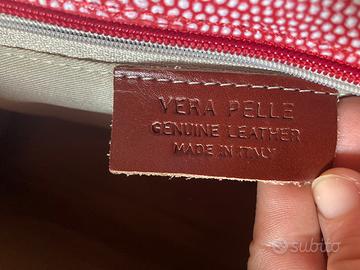 VERA PELLE
GENUINE LEATHER
MADE IN ITALY
subito